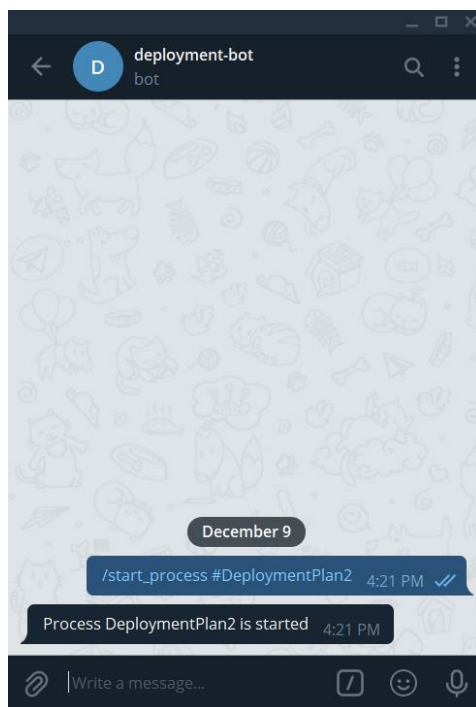 D
deployment-bot
bot
December 9
/start_process #DeploymentPlan2 4:21 PM
Process DeploymentPlan2 is started 4:21 PM
Write a message...